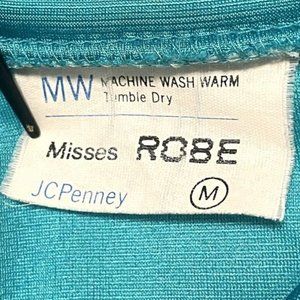 MW MACHINE WASH WARM
Tumble Dry
Misses ROBE
JCPenney M